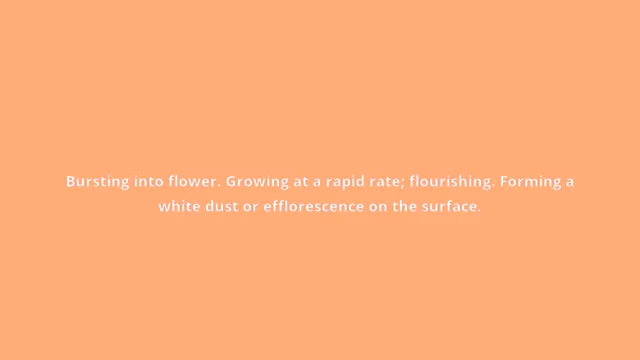 Bursting into flower. Growing at a rapid rate; flourishing. Forming a
white dust or efflorescence on the surface.